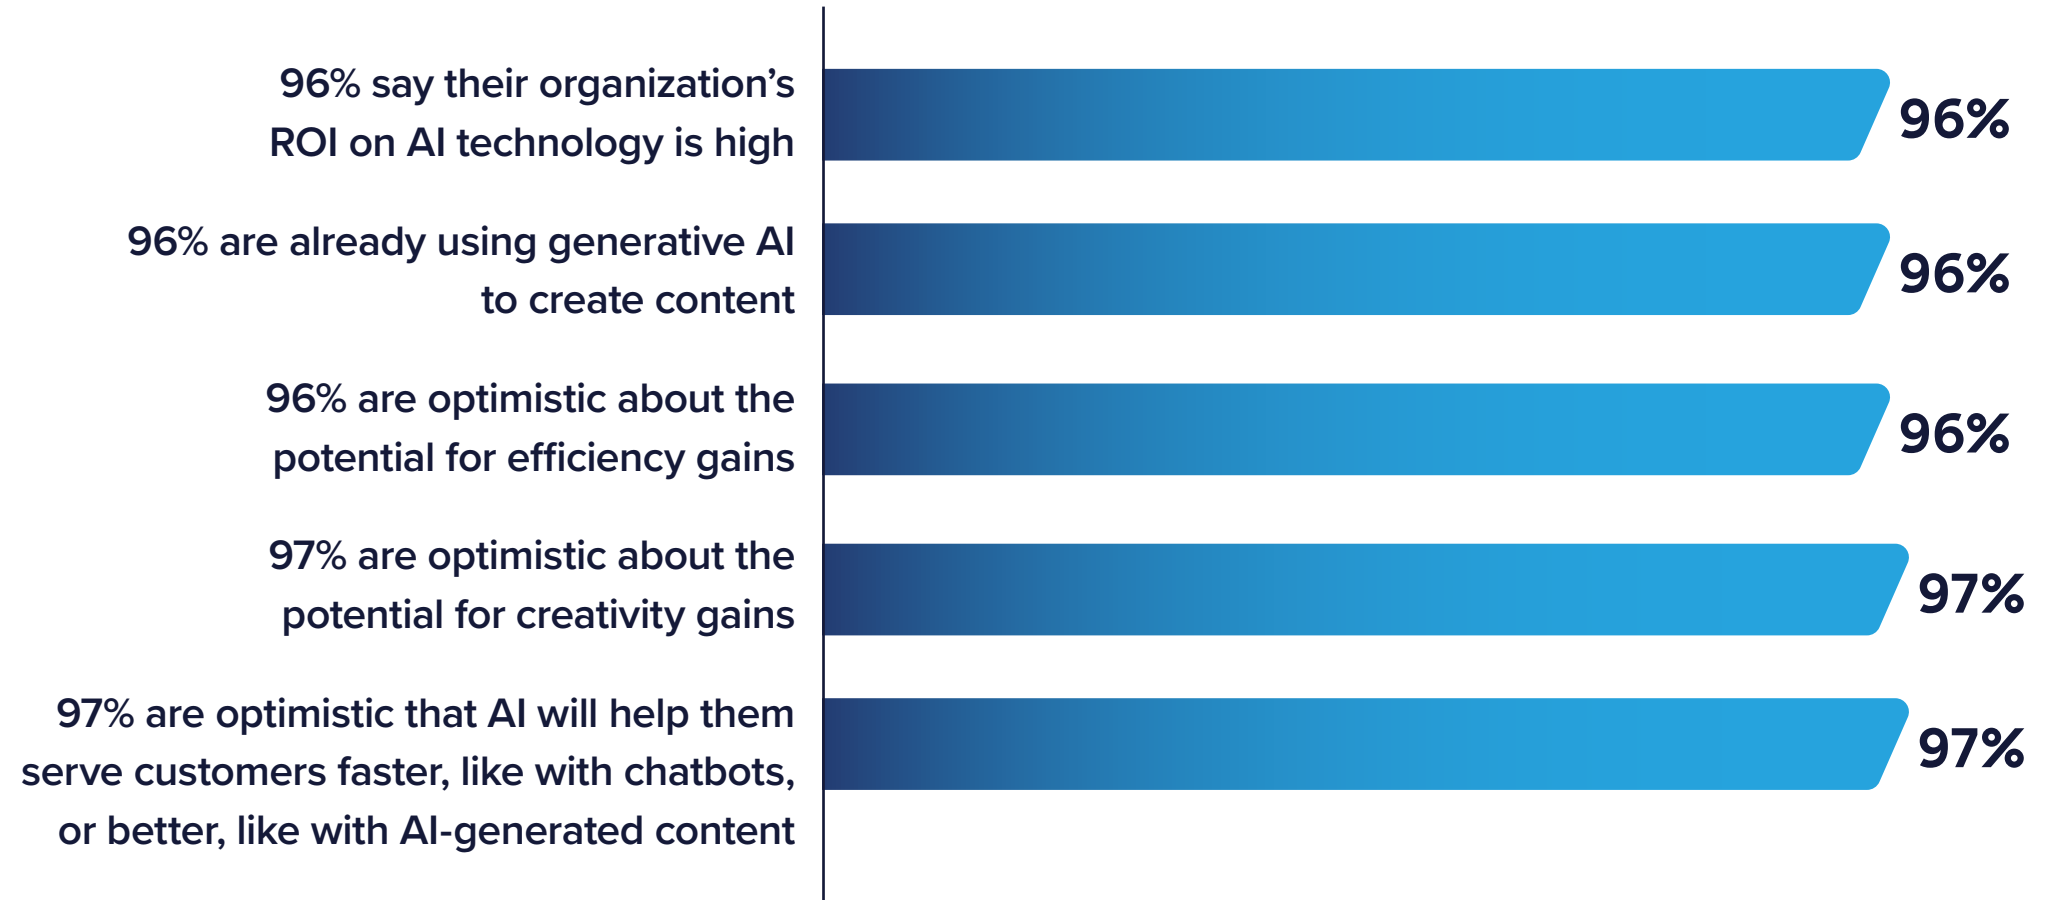 96% say their organization’s
ROI on AI technology is high
96%
96% are already using generative AI
to create content
96%
96% are optimistic about the
potential for efficiency gains
96%
97% are optimistic about the
potential for creativity gains
97%
97% are optimistic that AI will help them
serve customers faster, like with chatbots,
or better, like with AI-generated content
97%